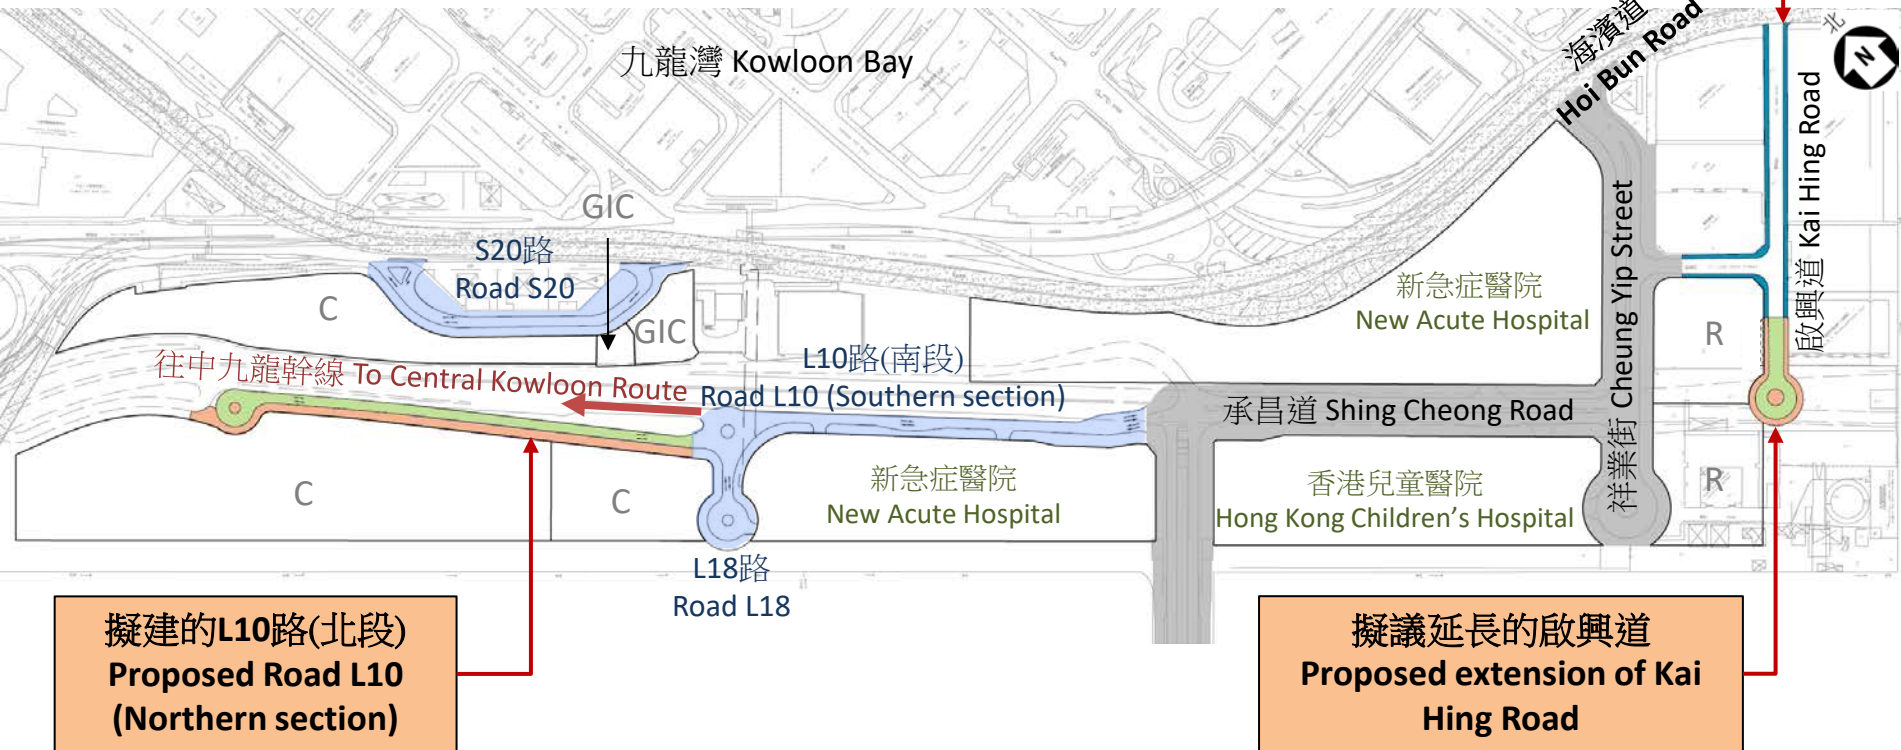 九龍灣 Kowloon Bay
海濱道
Hoi Bun Road
北
N
GIC
S20路
Road S20
C
GIC
新急症醫院
New Acute Hospital
祥業街 Cheung Yip Street
啟興道 Kai Hing Road
R
往中九龍幹線 To Central Kowloon Route
L10路(南段)
Road L10 (Southern section)
承昌道 Shing Cheong Road
C
C
新急症醫院
New Acute Hospital
香港兒童醫院
Hong Kong Children's Hospital
R
L18路
Road L18
擬建的L10路(北段)
Proposed Road L10
(Northern section)
擬議延長的啟興道
Proposed extension of Kai
Hing Road